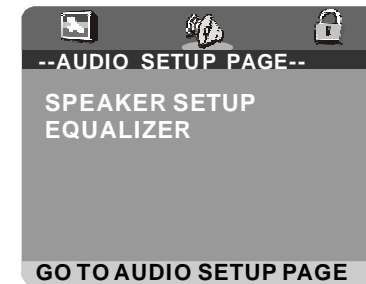 --AUDIO SETUP PAGE--
SPEAKER SETUP
EQUALIZER
GO TO AUDIO SETUP PAGE